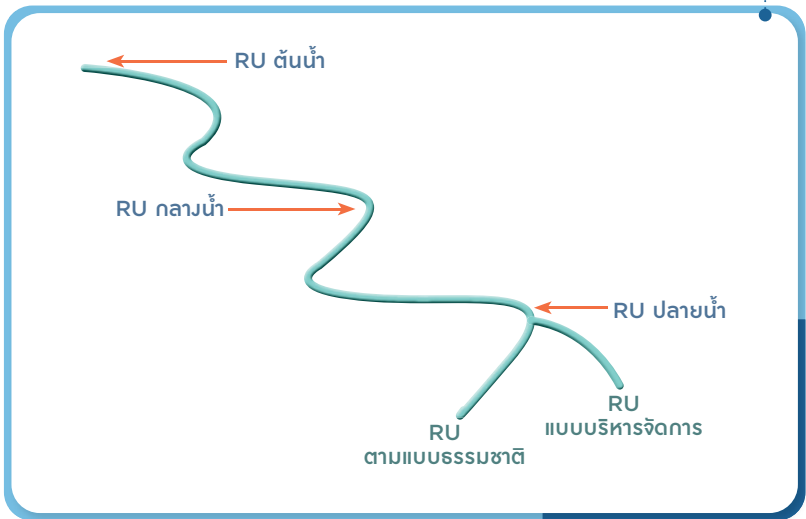 RU ต้นน้ำ
RU กลางน้ำ
RU ปลายน้ำ
RU
แบบบริหารจัดการ
RU
ตามแบบธรรมชาติ